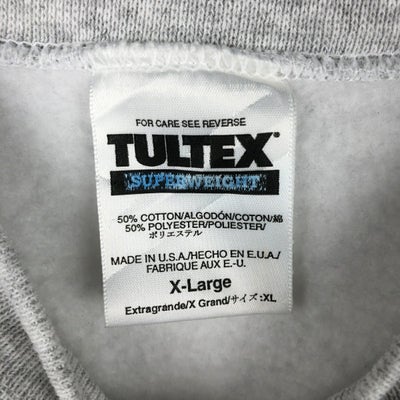 FOR CARE SEE REVERSE
TULTEX®
SUPERWEIGHT
50% COTTON/ALGODÓN/COTON/綿
50% POLYESTER/POLIESTER/
ポリエステル
MADE IN U.S.A./HECHO EN E.U.A./
FABRIQUE AUX E.-U.
X-Large
Extragrande/X Grand/サイズ:XL